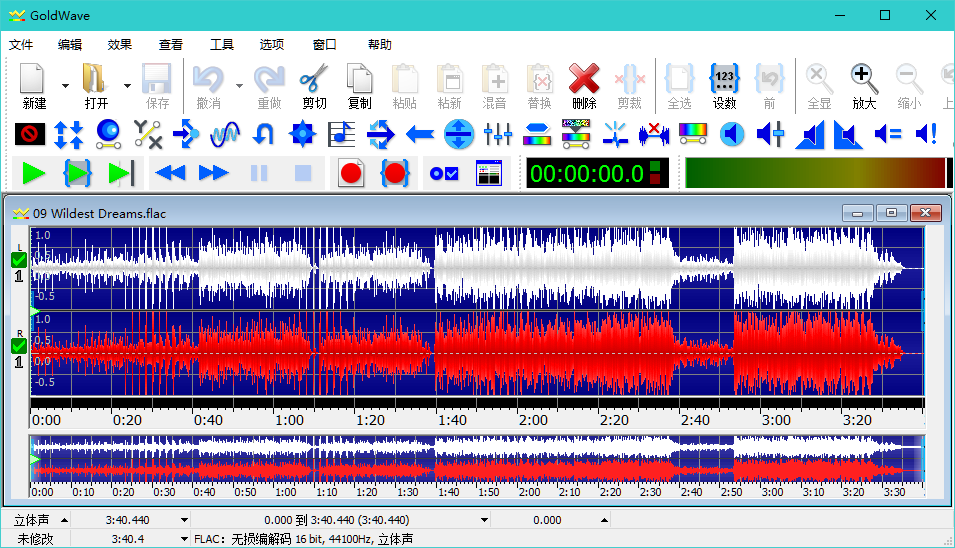 GoldWave
文件 编辑 效果 查看 工具 选项 窗口 帮助
123
新建 打开 保存 撤消 重做 剪切 复制 粘贴 粘新 混音 替换 删除 剪裁 全选 设数 前 全显 放大 缩小 上
00:00:00.0
09 Wildest Dreams.flac
L
1.0
1
-0.5
1.0
R
0.5
0.0
1
-0.5
0:00 0:20 0:40 1:00 1:20 1:40 2:00 2:20 2:40 3:00 3:20
0:00 0:10 0:20 0:30 0:40 0:50 1:00 1:10 1:20 1:30 1:40 1:50 2:00 2:10 2:20 2:30 2:40 2:50 3:00 3:10 3:20 3:30
立体声 3:40.440 0.000 到 3:40.440 (3:40.440) 0.000
未修改 3:40.4 FLAC：无损编解码 16 bit, 44100Hz, 立体声